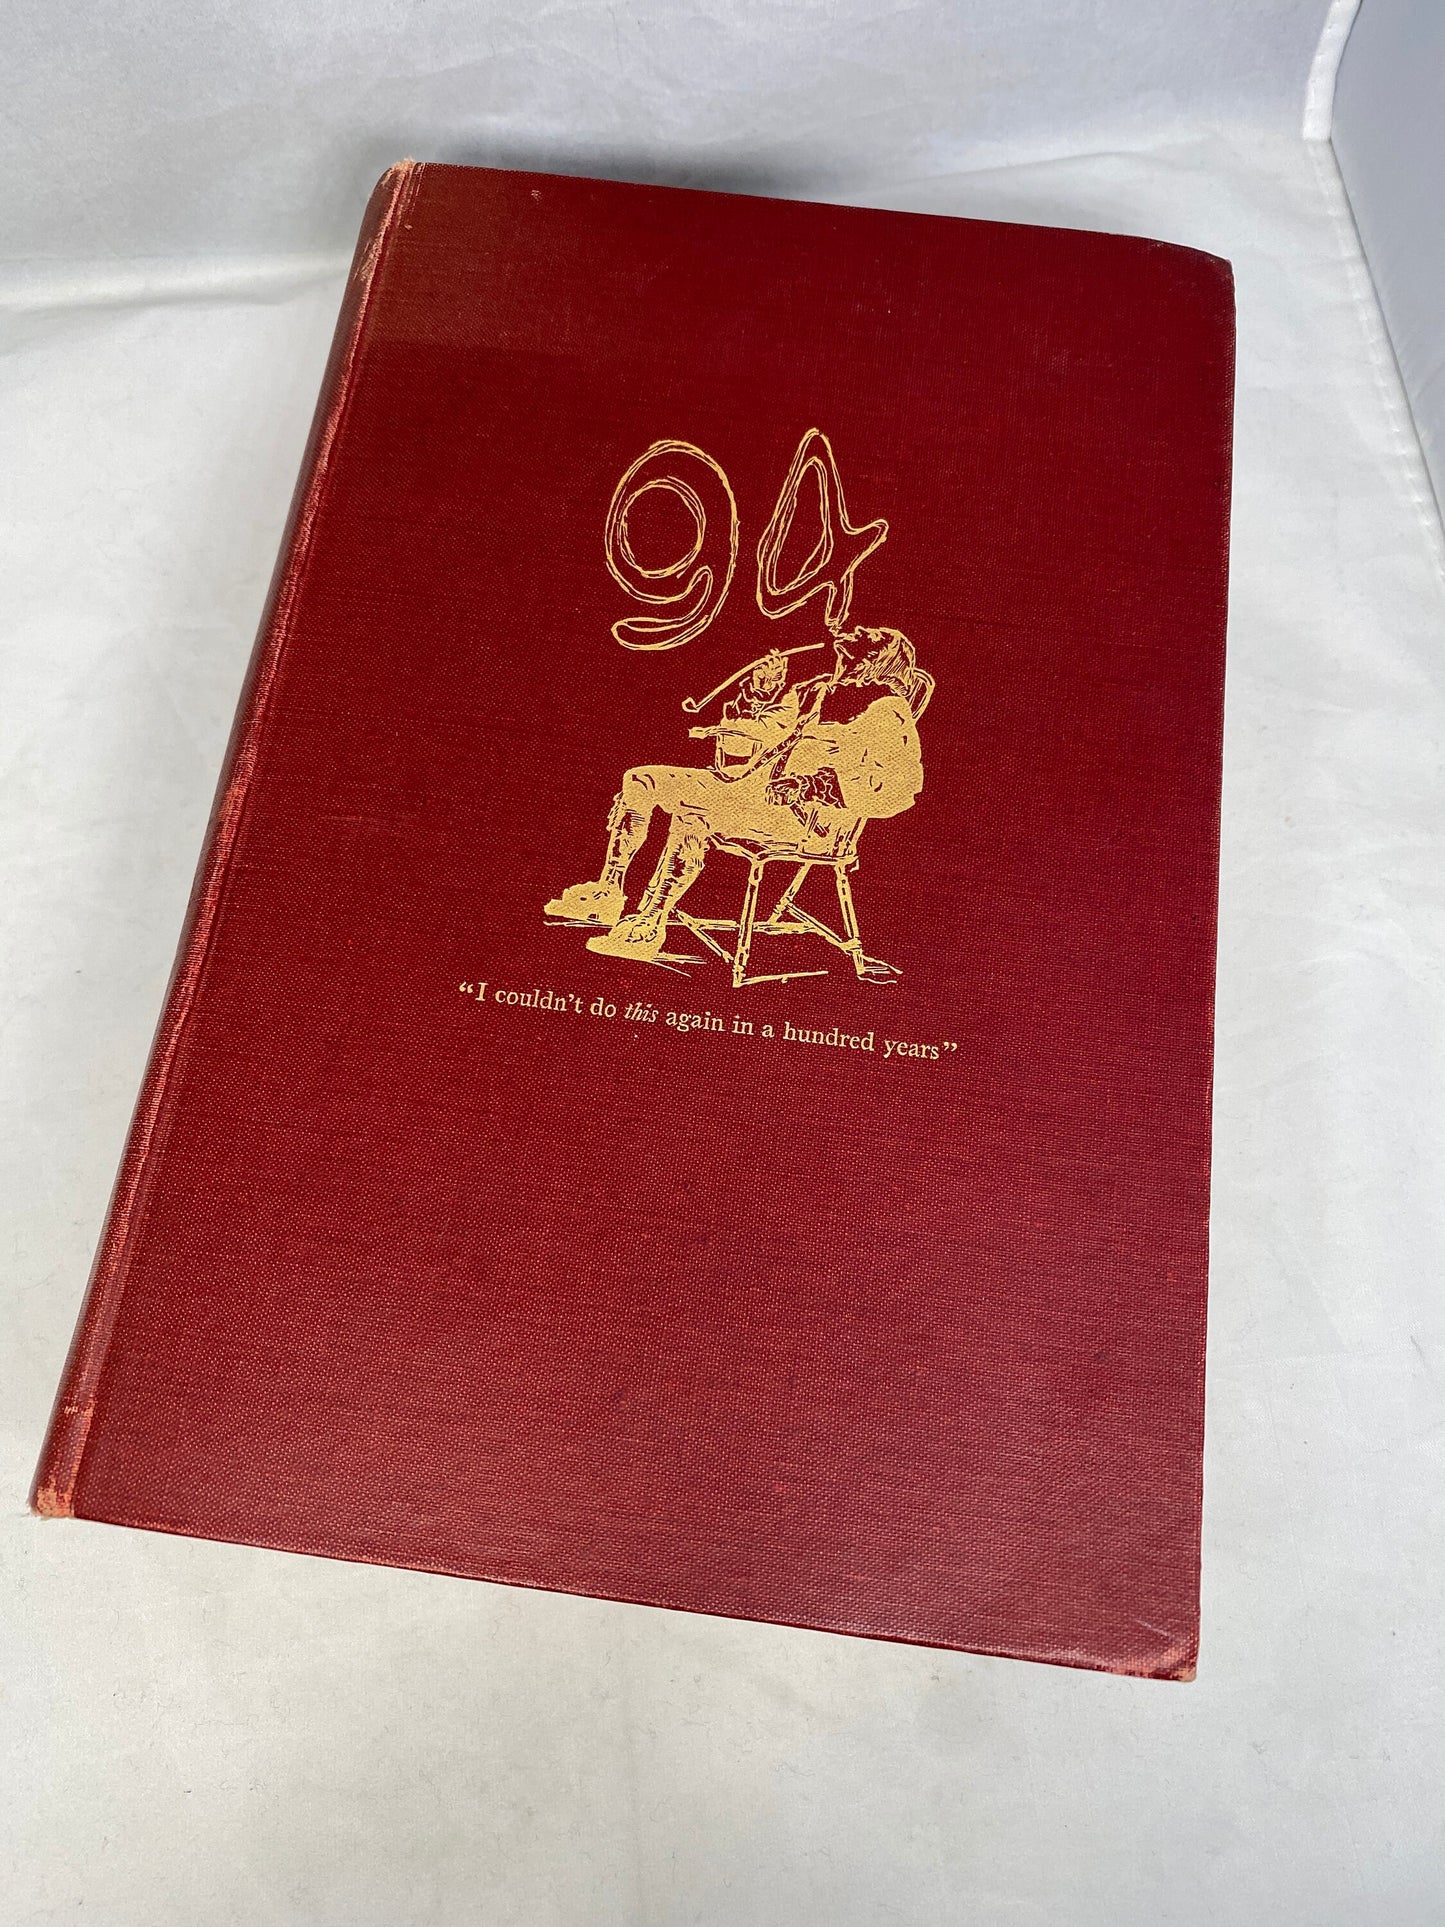 94
“I couldn't do this again in a hundred years”